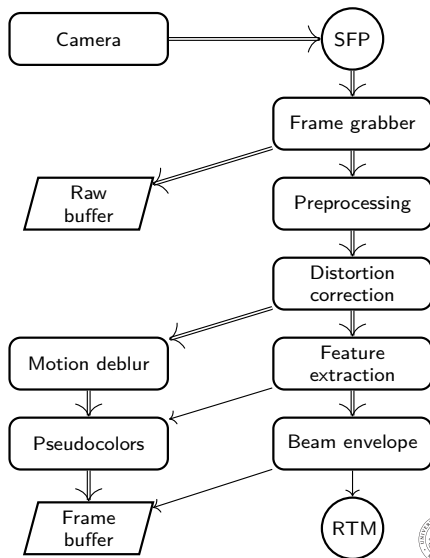 Camera
SFP
Frame grabber
Raw
buffer
Preprocessing
Distortion
correction
Motion deblur
Feature
extraction
Pseudocolors
Beam envelope
Frame
buffer
RTM